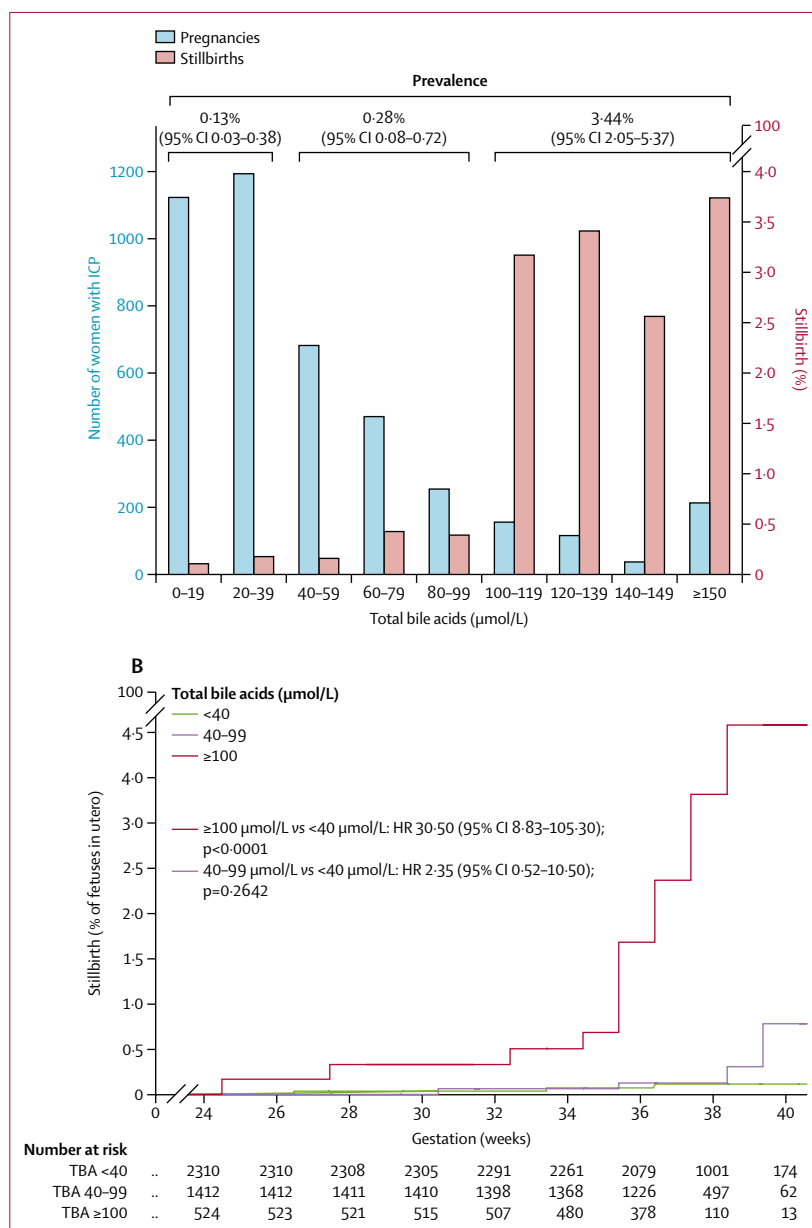 Pregnancies
Stillbirths
Prevalence
0·13%
(95% CI 0·03–0·38)
0·28%
(95% CI 0·08–0·72)
3·44%
(95% CI 2·05–5·37)
Number of women with ICP
1200
1000
800
600
400
200
0
100
4·0
3·5
3·0
2·5
2·0
1·5
1·0
0·5
0
Stillbirth (%)
0–19 20–39 40–59 60–79 80–99 100–119 120–139 140–149 ≥150
Total bile acids (µmol/L)
B
Total bile acids (µmol/L)
<40
40–99
≥100
≥100 µmol/L vs <40 µmol/L: HR 30·50 (95% CI 8·83–105·30);
p<0·0001
40–99 µmol/L vs <40 µmol/L: HR 2·35 (95% CI 0·52–10·50);
p=0·2642
Stillbirth (% of fetuses in utero)
100
4·5
4·0
3·0
2·5
2·0
1·5
1·0
0·5
0
0 24 26 28 30 32 34 36 38 40
Gestation (weeks)
Number at risk
TBA <40 .. 2310 2310 2308 2305 2291 2261 2079 1001 174
TBA 40–99 .. 1412 1412 1411 1410 1398 1368 1226 497 62
TBA ≥100 .. 524 523 521 515 507 480 378 110 13